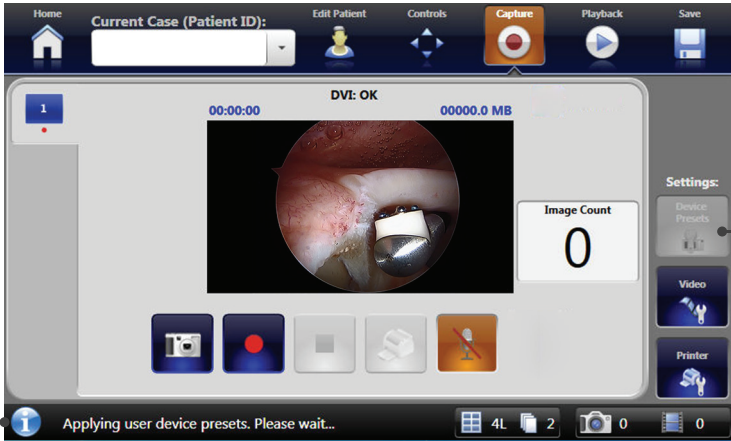 Home
Current Case (Patient ID):
Edit Patient
Controls
Capture
Playback
Save
1
DVI: OK
00:00:00
00000.0 MB
Image Count
0
Settings:
Device
Presets
Video
Printer
i
Applying user device presets. Please wait...
4L
2
0
0